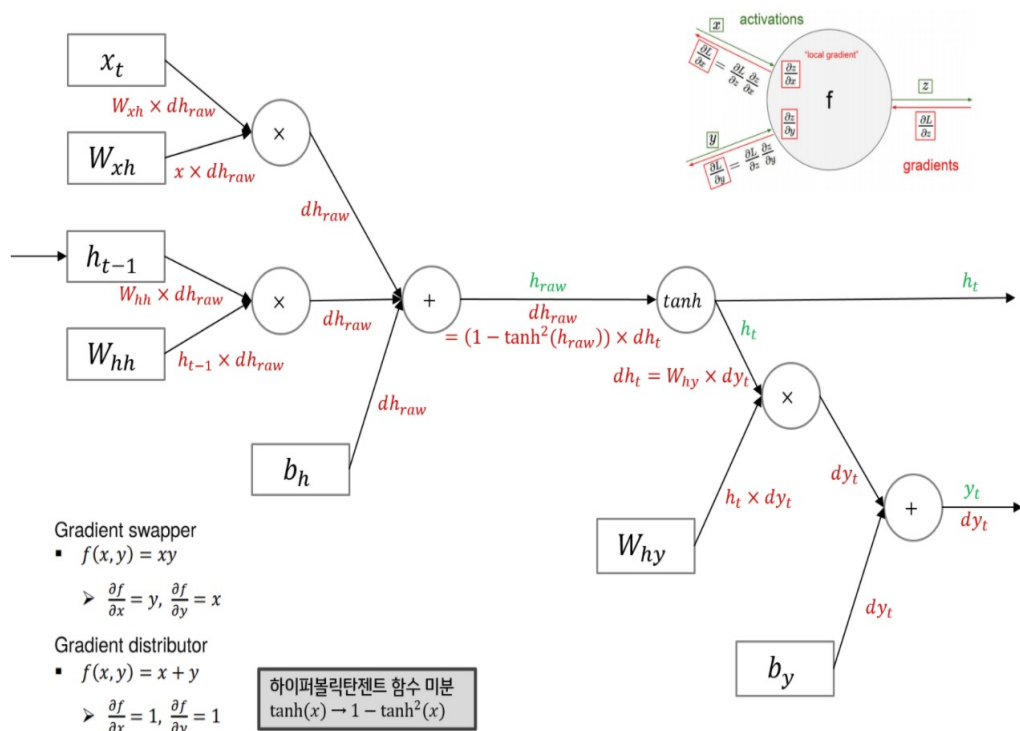 activations
x
∂L/∂x = ∂L/∂z ∂z/∂x
"local gradient"
∂z/∂x
f
z
∂L/∂z
gradients
∂z/∂y
y
∂L/∂y = ∂L/∂z ∂z/∂y
x_t
W_xh × dh_raw
×
W_xh
x × dh_raw
dh_raw
h_{t-1}
W_hh × dh_raw
×
dh_raw
+
h_raw
dh_raw
= (1 − tanh²(h_raw)) × dh_t
tanh
h_t
h_t
W_hh
h_{t-1} × dh_raw
dh_t = W_hy × dy_t
×
dh_raw
b_h
dy_t
h_t × dy_t
y_t
+
dy_t
W_hy
dy_t
b_y
Gradient swapper
▪ f(x, y) = xy
➢ ∂f/∂x = y, ∂f/∂y = x
Gradient distributor
▪ f(x, y) = x + y
➢ ∂f/∂x = 1, ∂f/∂y = 1
하이퍼볼릭탄젠트 함수 미분
tanh(x) → 1 − tanh²(x)